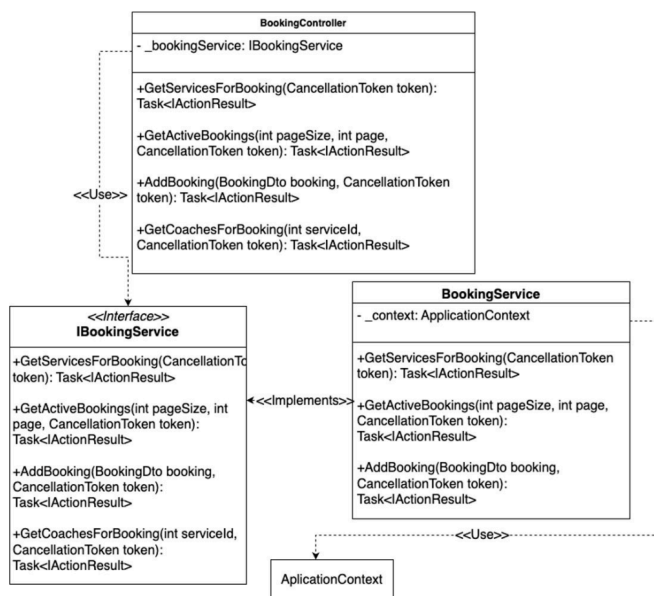 BookingController
- _bookingService: IBookingService
+GetServicesForBooking(CancellationToken token):
Task<IActionResult>
+GetActiveBookings(int pageSize, int page,
CancellationToken token): Task<IActionResult>
+AddBooking(BookingDto booking, CancellationToken
token): Task<IActionResult>
+GetCoachesForBooking(int serviceId,
CancellationToken token): Task<IActionResult>
<<Use>>
<<Interface>>
IBookingService
+GetServicesForBooking(CancellationTo
token): Task<IActionResult>
+GetActiveBookings(int pageSize, int
page, CancellationToken token):
Task<IActionResult>
+AddBooking(BookingDto booking,
CancellationToken token):
Task<IActionResult>
+GetCoachesForBooking(int serviceId,
CancellationToken token):
Task<IActionResult>
<<Implements>>
BookingService
- _context: ApplicationContext
+GetServicesForBooking(CancellationToken
token): Task<IActionResult>
+GetActiveBookings(int pageSize, int page,
CancellationToken token):
Task<IActionResult>
+AddBooking(BookingDto booking,
CancellationToken token):
Task<IActionResult>
<<Use>>
AplicationContext